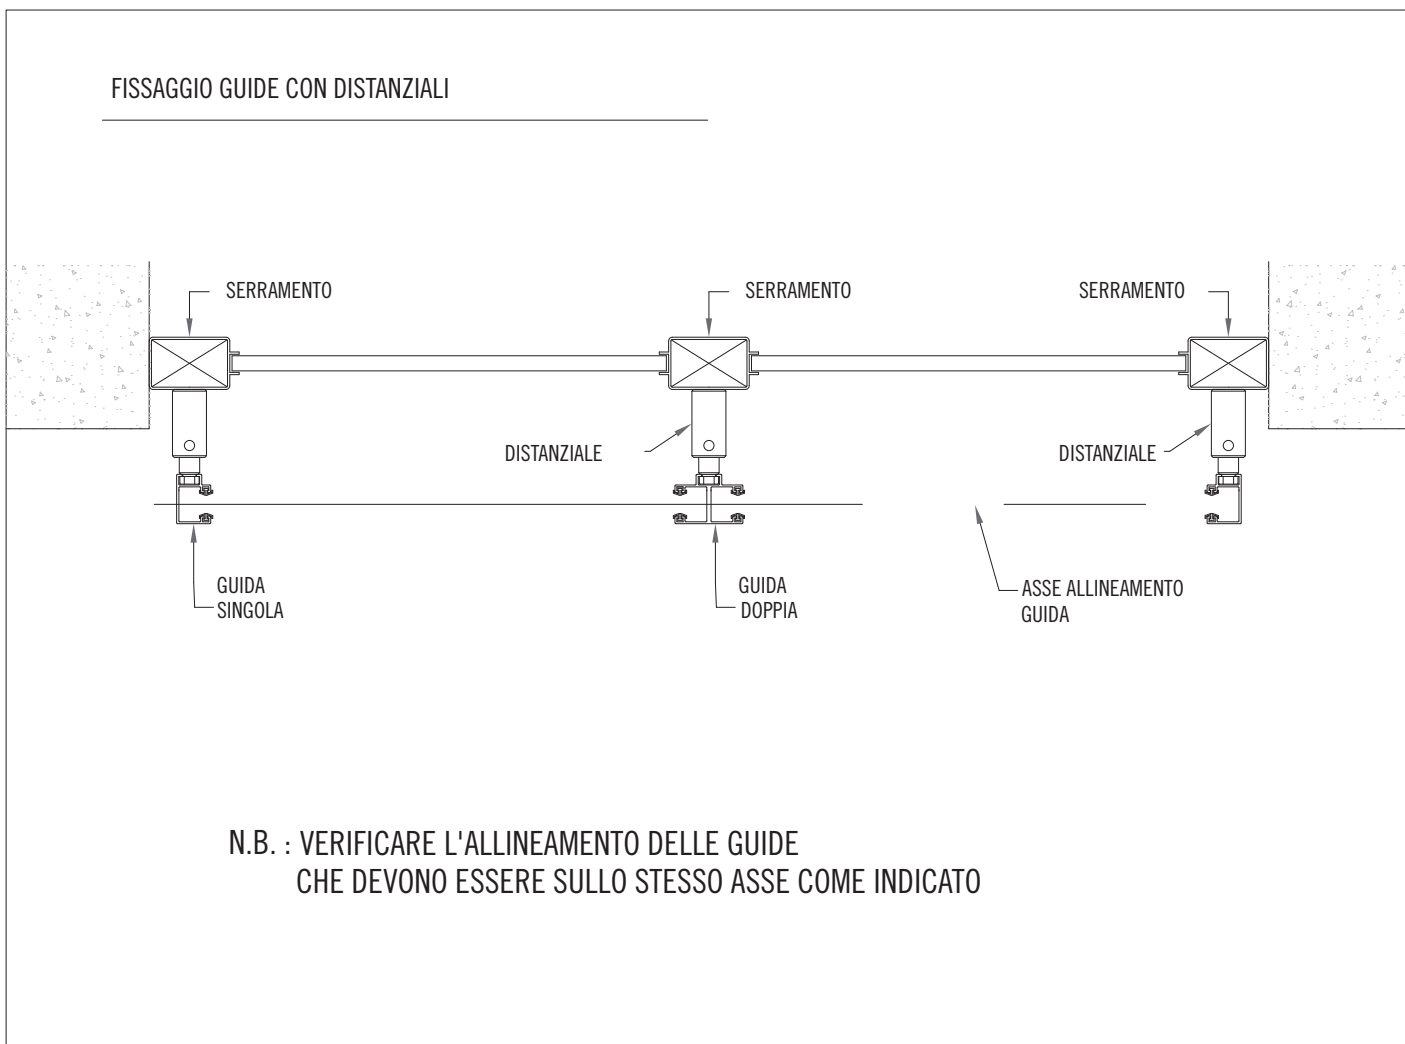 FISSAGGIO GUIDE CON DISTANZIALI
SERRAMENTO
SERRAMENTO
SERRAMENTO
DISTANZIALE
DISTANZIALE
GUIDA
SINGOLA
GUIDA
DOPPIA
ASSE ALLINEAMENTO
GUIDA
N.B. : VERIFICARE L'ALLINEAMENTO DELLE GUIDE
CHE DEVONO ESSERE SULLO STESSO ASSE COME INDICATO